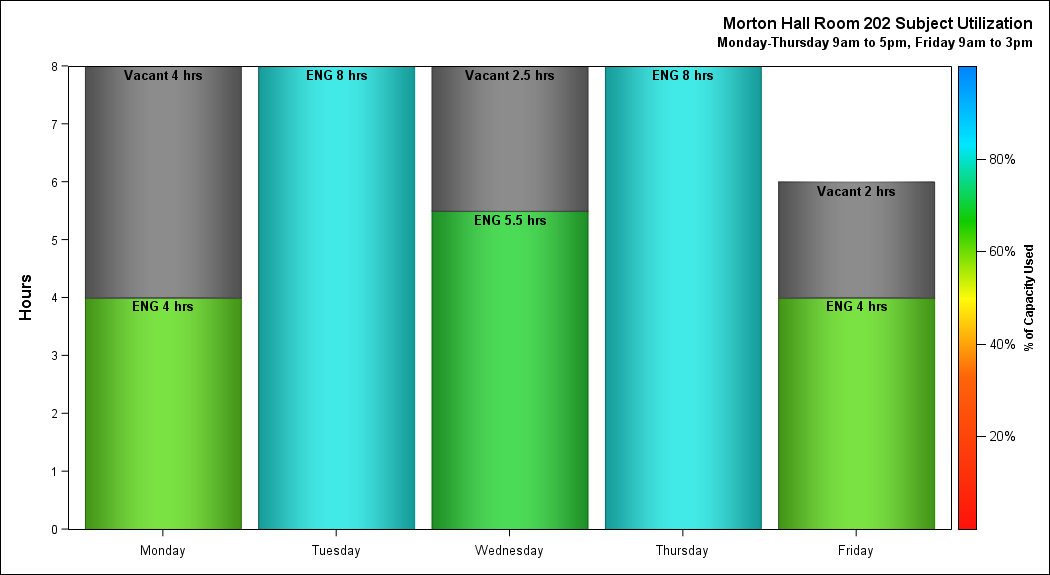 Morton Hall Room 202 Subject Utilization
Monday-Thursday 9am to 5pm, Friday 9am to 3pm
Hours
8
7
6
5
4
3
2
1
0
Vacant 4 hrs
ENG 4 hrs
ENG 8 hrs
Vacant 2.5 hrs
ENG 5.5 hrs
ENG 8 hrs
Vacant 2 hrs
ENG 4 hrs
Monday
Tuesday
Wednesday
Thursday
Friday
80%
60%
40%
20%
% of Capacity Used